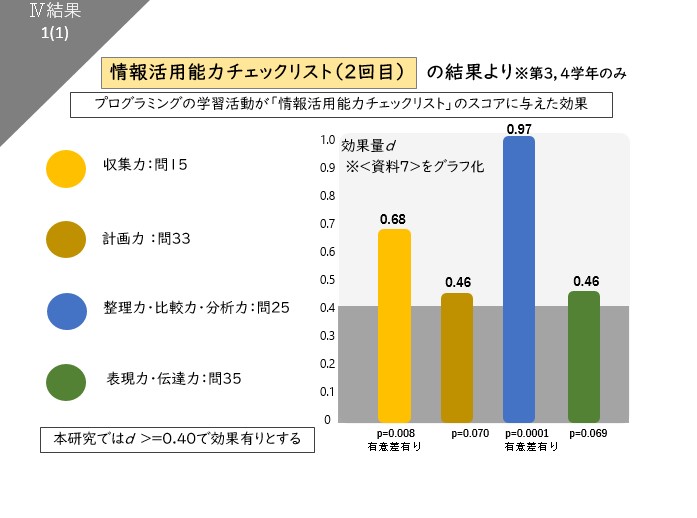 Ⅳ結果
1(1)
情報活用能力チェックリスト（２回目） の結果より※第3，4学年のみ
プログラミングの学習活動が「情報活用能力チェックリスト」のスコアに与えた効果
収集力：問15
計画力：問33
整理力・比較力・分析力：問25
表現力・伝達力：問35
本研究ではd >=0.40で効果有りとする
効果量d
※<資料7>をグラフ化
1.0
0.9
0.8
0.7
0.6
0.5
0.4
0.3
0.2
0.1
0
0.68
0.46
0.97
0.46
p=0.008 p=0.070 p=0.0001 p=0.069
有意差有り 有意差有り